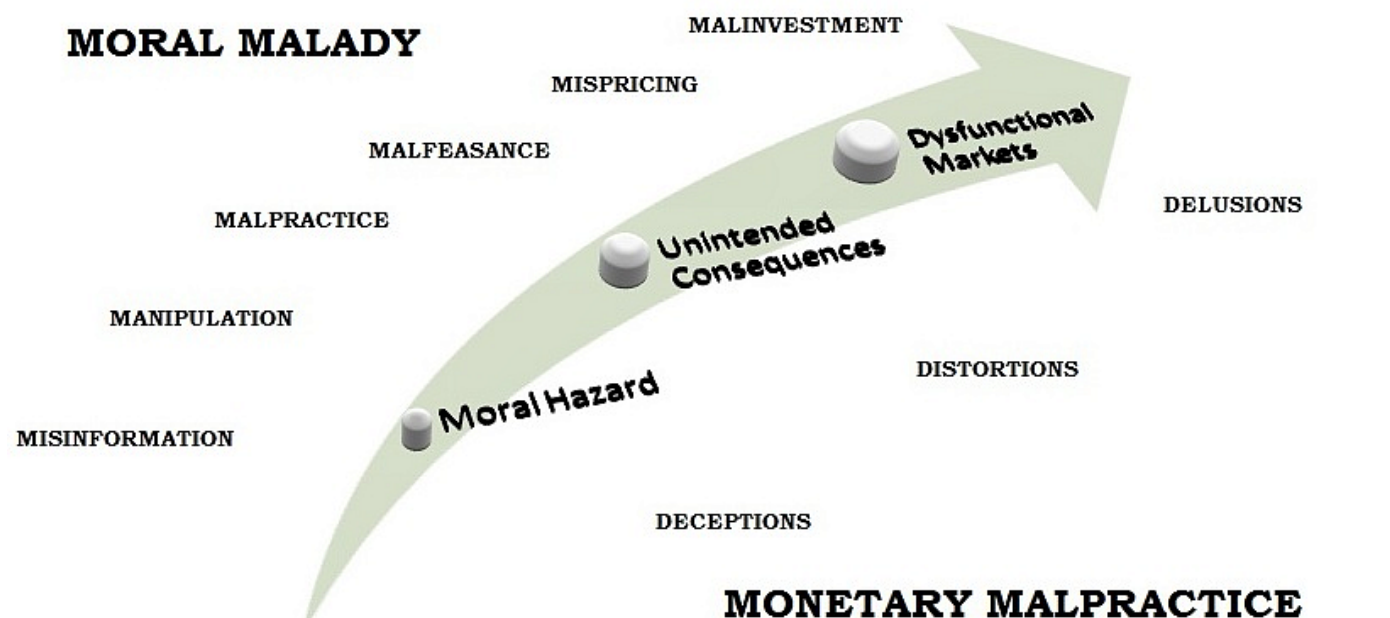 MALINVESTMENT
MORAL MALADY
MISPRICING
Dysfunctional
Markets
MALFEASANCE
DELUSIONS
MALPRACTICE
Unintended
Consequences
MANIPULATION
DISTORTIONS
Moral Hazard
MISINFORMATION
DECEPTIONS
MONETARY MALPRACTICE